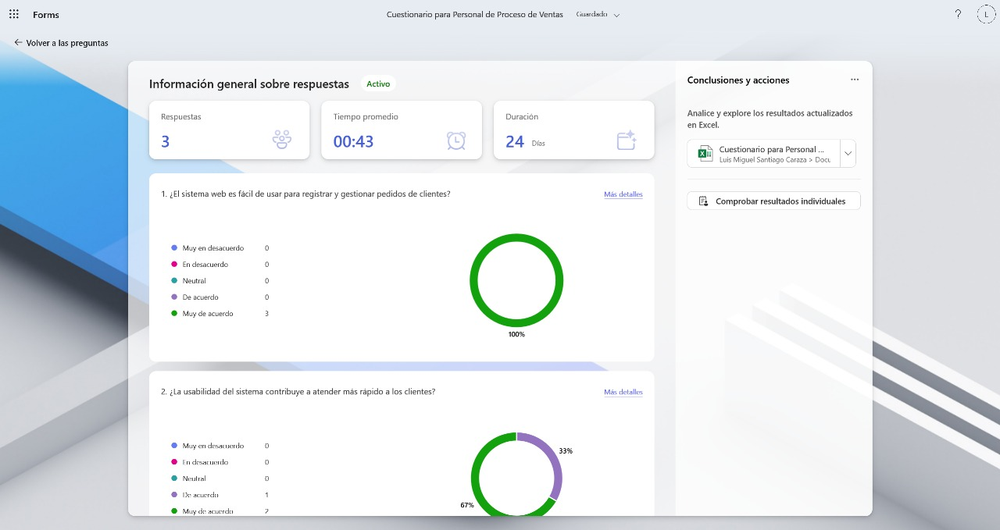 Forms
Cuestionario para Personal de Proceso de Ventas
Guardado
?
L
Volver a las preguntas
Información general sobre respuestas
Activo
Respuestas
3
Tiempo promedio
00:43
Duración
24 Días
1. ¿El sistema web es fácil de usar para registrar y gestionar pedidos de clientes?
Más detalles
Muy en desacuerdo 0
En desacuerdo 0
Neutral 0
De acuerdo 0
Muy de acuerdo 3
100%
2. ¿La usabilidad del sistema contribuye a atender más rápido a los clientes?
Más detalles
Muy en desacuerdo 0
En desacuerdo 0
Neutral 0
De acuerdo 1
Muy de acuerdo 2
33%
67%
Conclusiones y acciones
...
Analice y explore los resultados actualizados
en Excel.
Cuestionario para Personal ...
Luis Miguel Santiago Caraza > Docu
Comprobar resultados individuales